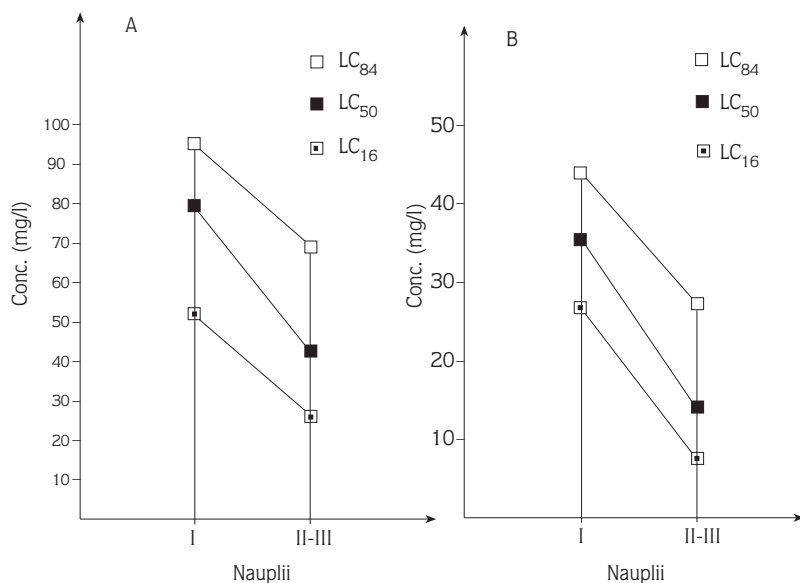 A
LC84
LC50
LC16
100
90
80
70
60
50
40
30
20
10
Conc. (mg/l)
I II-III
Nauplii
B
LC84
LC50
LC16
50
40
30
20
10
Conc. (mg/l)
I II-III
Nauplii